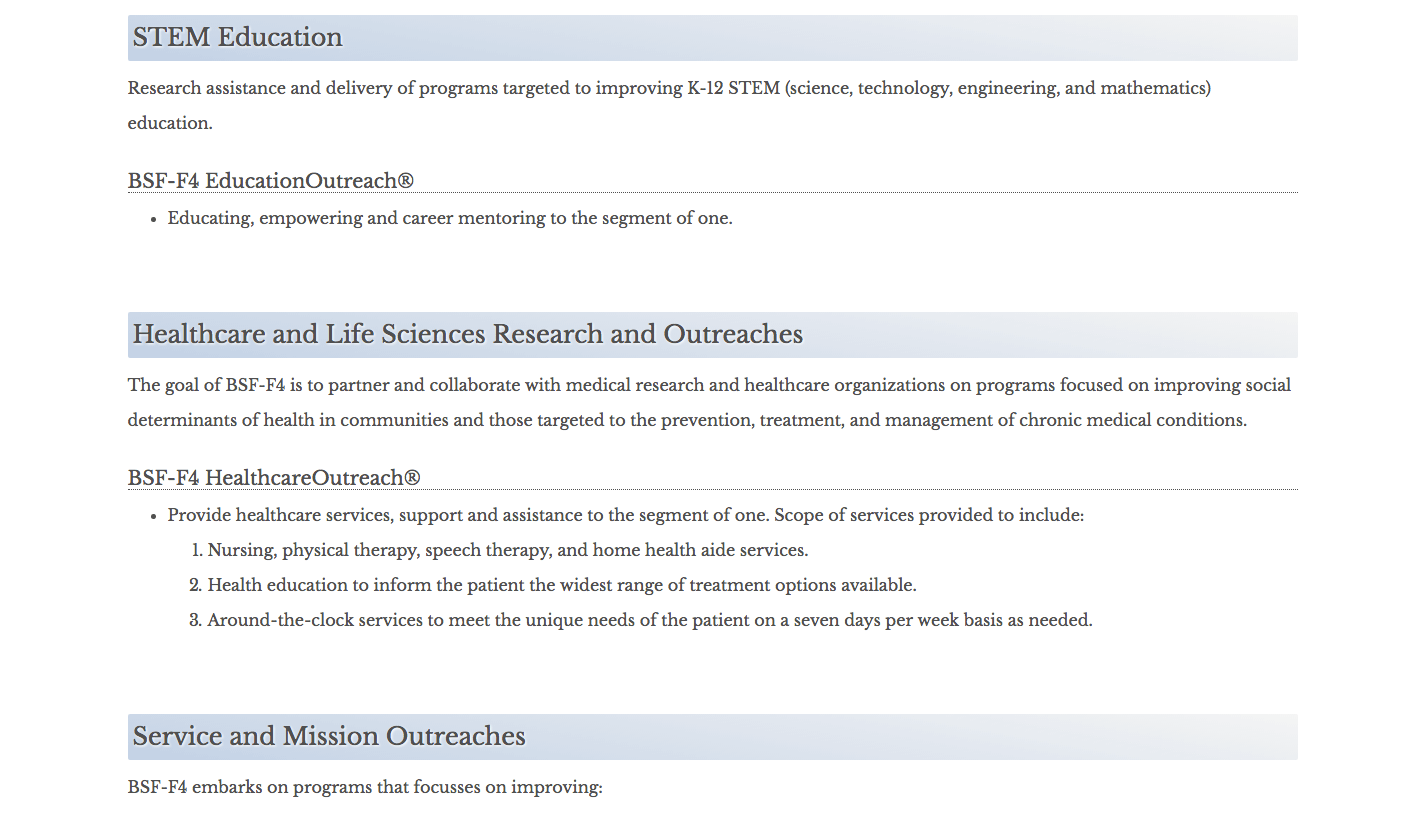 STEM Education
Research assistance and delivery of programs targeted to improving K-12 STEM (science, technology, engineering, and mathematics)
education.
BSF-F4 EducationOutreach®
• Educating, empowering and career mentoring to the segment of one.
Healthcare and Life Sciences Research and Outreaches
The goal of BSF-F4 is to partner and collaborate with medical research and healthcare organizations on programs focused on improving social
determinants of health in communities and those targeted to the prevention, treatment, and management of chronic medical conditions.
BSF-F4 HealthcareOutreach®
• Provide healthcare services, support and assistance to the segment of one. Scope of services provided to include:
1. Nursing, physical therapy, speech therapy, and home health aide services.
2. Health education to inform the patient the widest range of treatment options available.
3. Around-the-clock services to meet the unique needs of the patient on a seven days per week basis as needed.
Service and Mission Outreaches
BSF-F4 embarks on programs that focusses on improving: